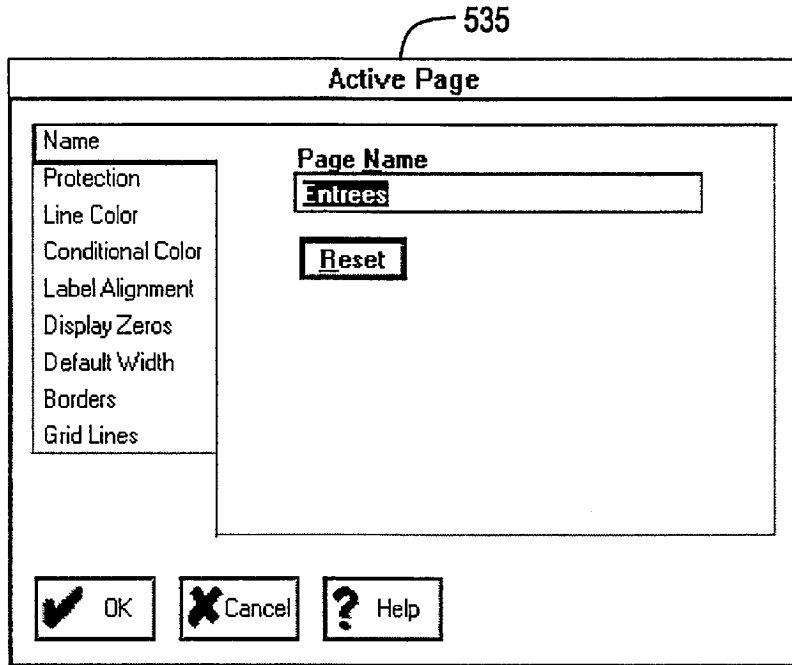 535
Active Page
Name
Protection
Line Color
Conditional Color
Label Alignment
Display Zeros
Default Width
Borders
Grid Lines
Page Name
Entrees
Reset
OK
Cancel
Help